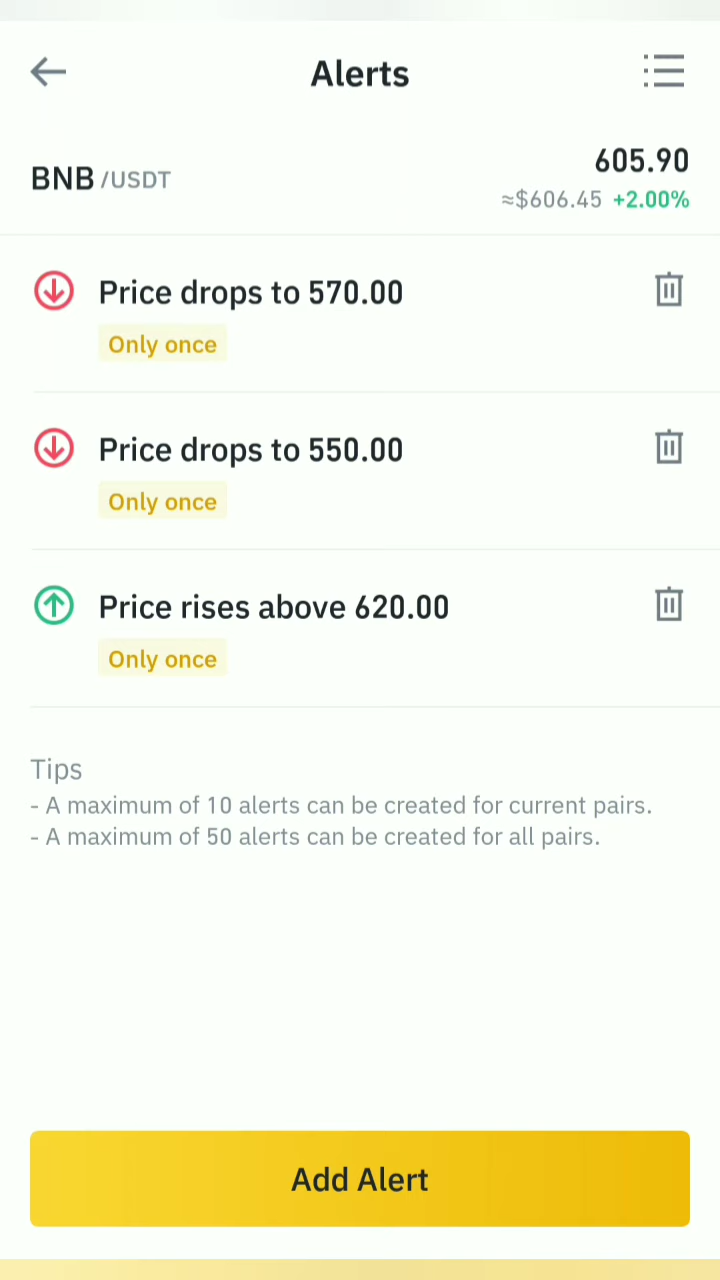 Alerts
BNB /USDT
605.90
≈$606.45 +2.00%
Price drops to 570.00
Only once
Price drops to 550.00
Only once
Price rises above 620.00
Only once
Tips
- A maximum of 10 alerts can be created for current pairs.
- A maximum of 50 alerts can be created for all pairs.
Add Alert